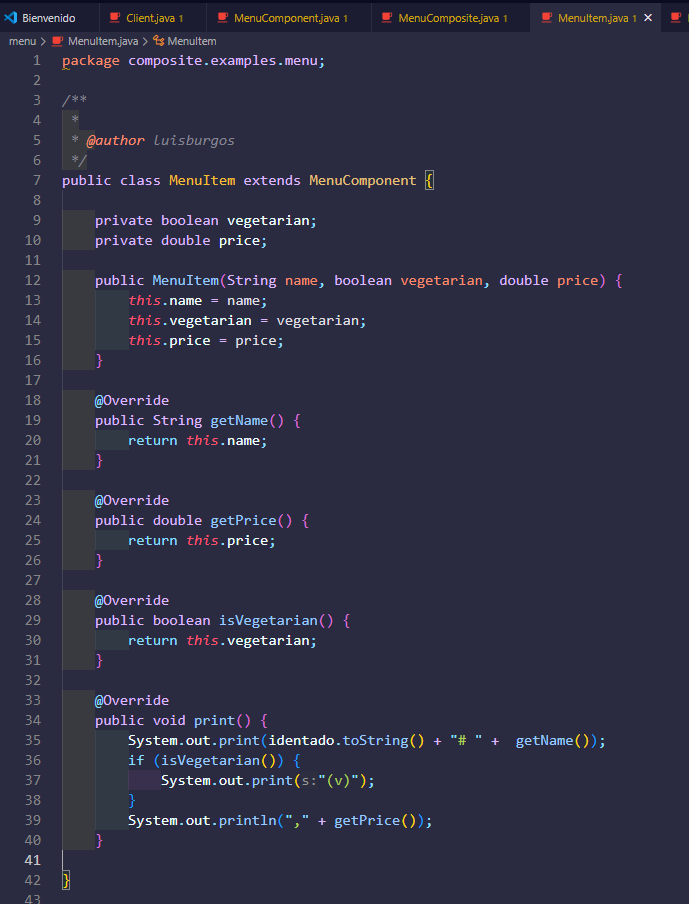 Bienvenido Client.java 1 MenuComponent.java 1 MenuComposite.java 1 MenuItem.java 1 ×
menu > MenuItem.java > MenuItem
1 package composite.examples.menu;
2
3 /**
4  *
5  * @author luisburgos
6  */
7 public class MenuItem extends MenuComponent {
8
9     private boolean vegetarian;
10     private double price;
11
12     public MenuItem(String name, boolean vegetarian, double price) {
13         this.name = name;
14         this.vegetarian = vegetarian;
15         this.price = price;
16     }
17
18     @Override
19     public String getName() {
20         return this.name;
21     }
22
23     @Override
24     public double getPrice() {
25         return this.price;
26     }
27
28     @Override
29     public boolean isVegetarian() {
30         return this.vegetarian;
31     }
32
33     @Override
34     public void print() {
35         System.out.print(identado.toString() + "# " +  getName());
36         if (isVegetarian()) {
37             System.out.print(s:"(v)");
38         }
39         System.out.println("," + getPrice());
40     }
41
42 }
43